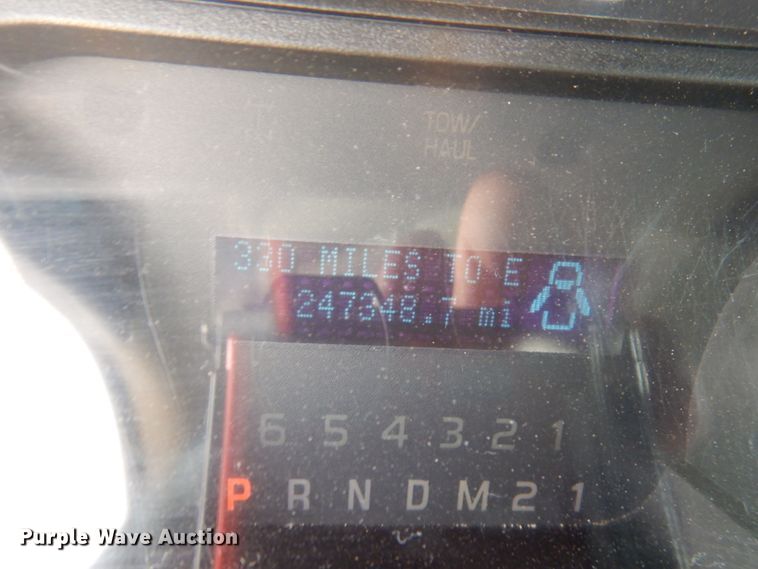 TOW/
HAUL
330 MILES TO E
247348.7 mi
6 5 4 3 2 1
P R N D M 2 1
Purple Wave Auction